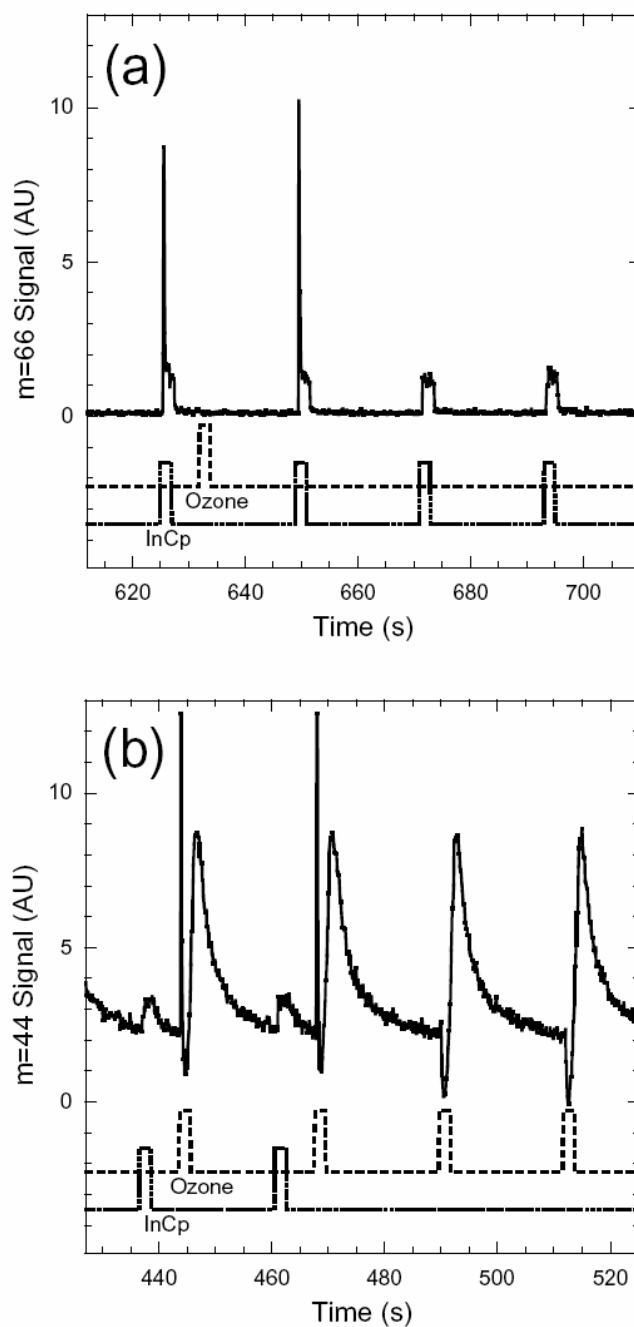 (a)
10
5
0
m=66 Signal (AU)
Ozone
InCp
620 640 660 680 700
Time (s)
(b)
10
5
0
m=44 Signal (AU)
Ozone
InCp
440 460 480 500 520
Time (s)